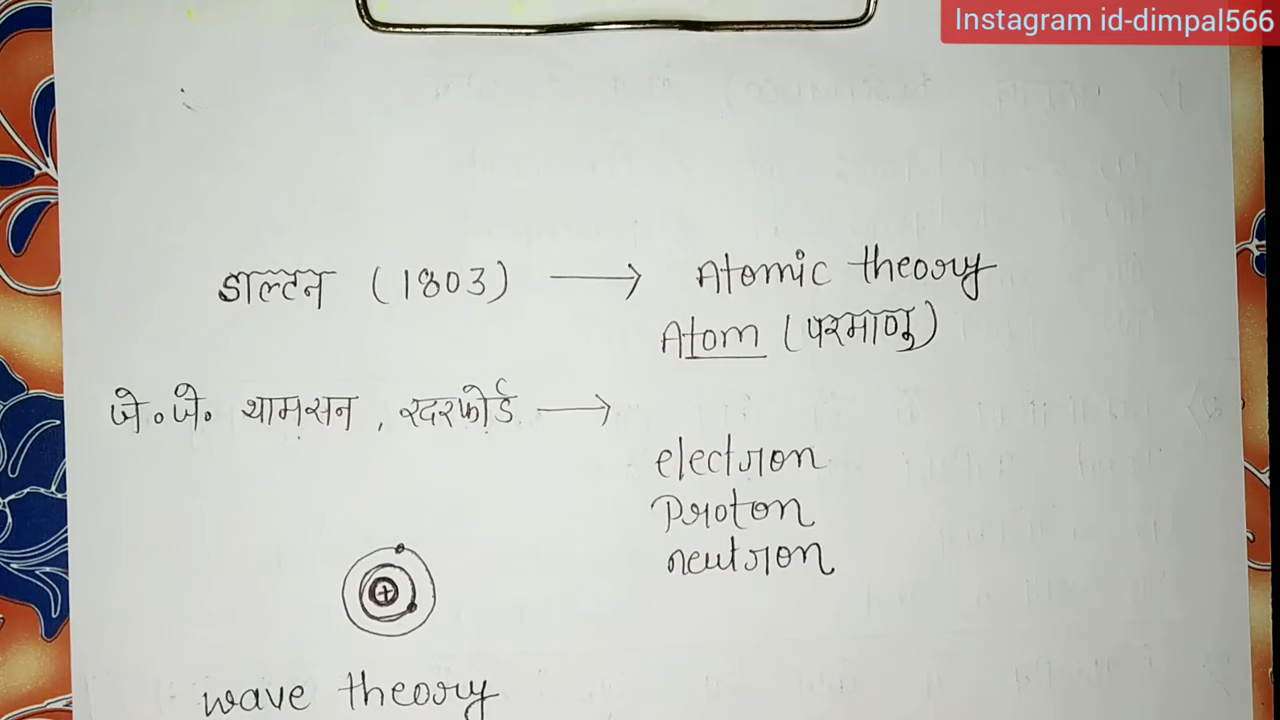 Instagram id-dimpal566
डाल्टन (1803) → Atomic theory
Atom (परमाणु)
जे॰जे॰ थामसन, रदरफोर्ड →
electron
Proton
neutron
+
wave theory